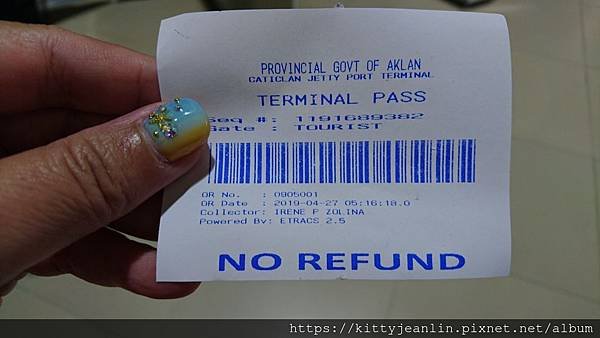 PROVINCIAL GOVT OF AKLAN
CATICLAN JETTY PORT TERMINAL
TERMINAL PASS
Seq #: 1191689382
Gate : TOURIST
OR No. : 0905001
OR Date : 2019-04-27 05:16:18.0
Collector: IRENE P ZOLINA
Powered By: ETRACS 2.5
NO REFUND
https://kittyjeanlin.pixnet.net/album